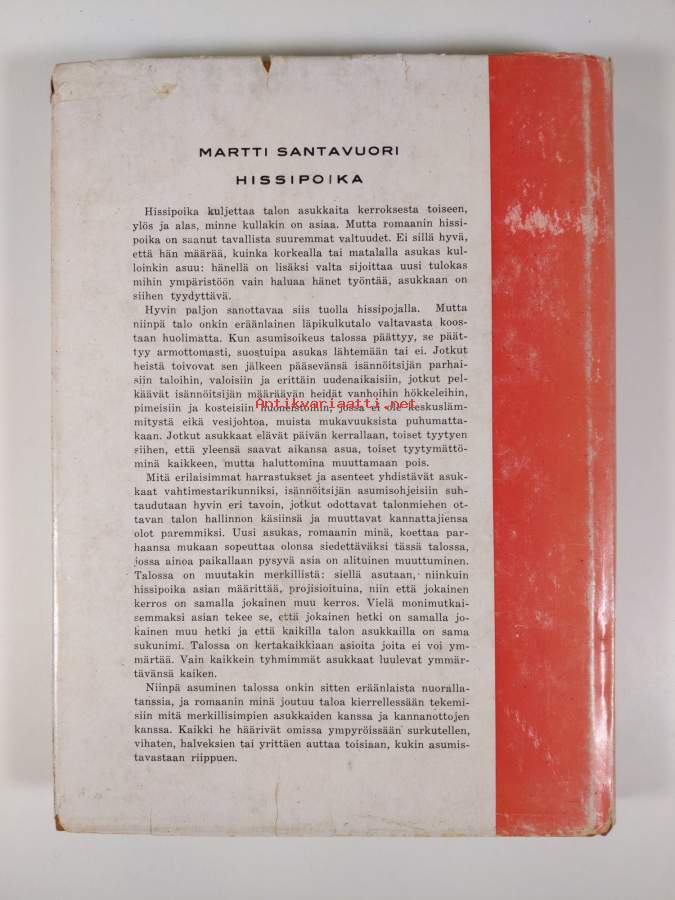 MARTTI SANTAVUORI
HISSIPOIKA
Hissipoika kuljettaa talon asukkaita kerroksesta toiseen,
ylös ja alas, minne kullakin on asiaa. Mutta romaanin hissi-
poika on saanut tavallista suuremmat valtuudet. Ei sillä hyvä,
että hän määrää, kuinka korkealla tai matalalla asukas kul-
loinkin asuu: hänellä on lisäksi valta sijoittaa uusi tulokas
mihin ympäristöön vain haluaa hänet työntää, asukkaan on
siihen tyydyttävä.
Hyvin paljon sanottavaa siis tuolla hissipojalla. Mutta
niinpä talo onkin eräänlainen läpikulkutalo valtavasta koos-
taan huolimatta. Kun asumisoikeus talossa päättyy, se päät-
tyy armottomasti, suostuipa asukas lähtemään tai ei. Jotkut
heistä toivovat sen jälkeen pääsevänsä isännöitsijän parhai-
siin taloihin, valoisiin ja erittäin uudenaikaisiin, jotkut pel-
käävät isännöitsijän määräävän heidät vanhoihin hökkeleihin,
Antikvariaatti.net
pimeisiin ja kosteisiin huoneistoihin, jossa ei ole keskusläm-
mitystä eikä vesijohtoa, muista mukavuuksista puhumatta-
kaan. Jotkut asukkaat elävät päivän kerrallaan, toiset tyytyen
siihen, että yleensä saavat aikansa asua, toiset tyytymättö-
minä kaikkeen, mutta haluttomina muuttamaan pois.
Mitä erilaisimmat harrastukset ja asenteet yhdistävät asuk-
kaat vahtimestarikunniksi, isännöitsijän asumisohjeisiin suh-
taudutaan hyvin eri tavoin, jotkut odottavat talonmiehen ot-
tavan talon hallinnon käsiinsä ja muuttavat kannattajiensa
olot paremmiksi. Uusi asukas, romaanin minä, koettaa par-
haansa mukaan sopeuttaa olonsa siedettäväksi tässä talossa,
jossa ainoa paikallaan pysyvä asia on alituinen muuttuminen.
Talossa on muutakin merkillistä: siellä asutaan, niinkuin
hissipoika asian määrittää, projisioituina, niin että jokainen
kerros on samalla jokainen muu kerros. Vielä monimutkai-
semmaksi asian tekee se, että jokainen hetki on samalla jo-
kainen muu hetki ja että kaikilla talon asukkailla on sama
sukunimi. Talossa on kertakaikkiaan asioita joita ei voi ym-
märtää. Vain kaikkein tyhmimmät asukkaat luulevat ymmär-
tävänsä kaiken.
Niinpä asuminen talossa onkin sitten eräänlaista nuoralla-
tanssia, ja romaanin minä joutuu taloa kierrellessään tekemi-
siin mitä merkillisimpien asukkaiden kanssa ja kannanottojen
kanssa. Kaikki he häärivät omissa ympyröissään surkutellen,
vihaten, halveksien tai yrittäen auttaa toisiaan, kukin asumis-
tavastaan riippuen.